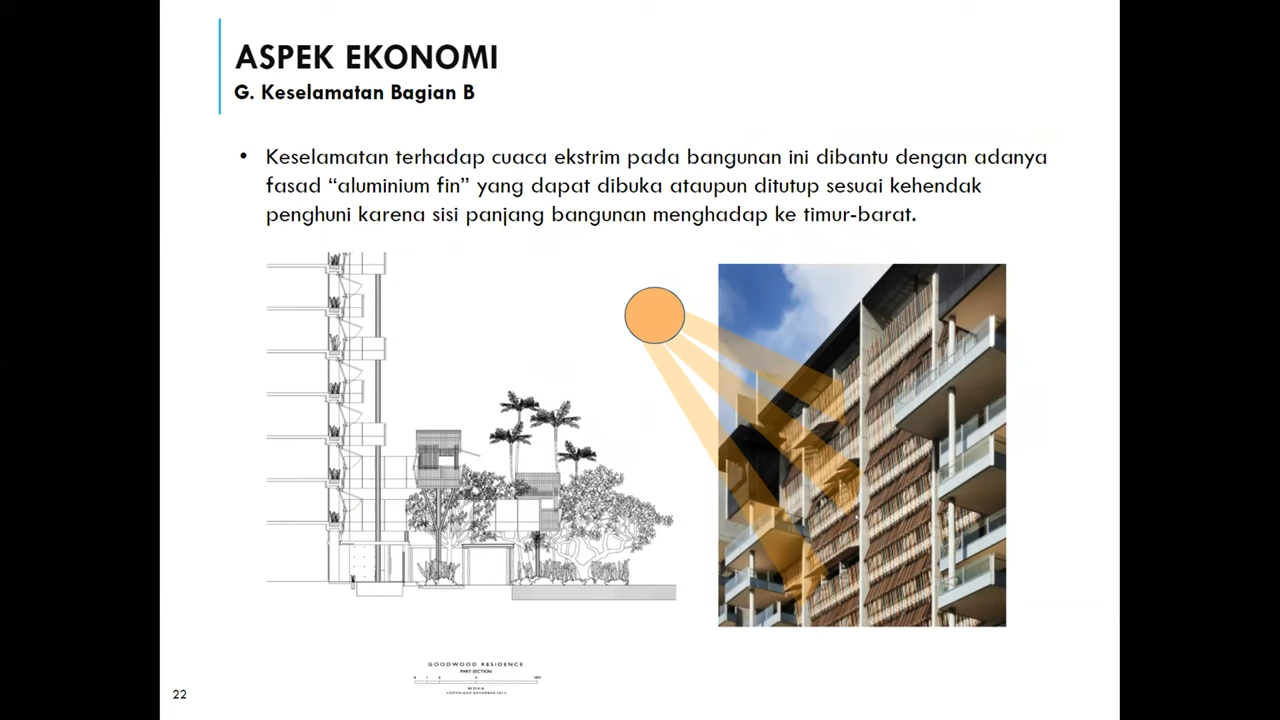 ASPEK EKONOMI
G. Keselamatan Bagian B
• Keselamatan terhadap cuaca ekstrim pada bangunan ini dibantu dengan adanya
fasad “aluminium fin” yang dapat dibuka ataupun ditutup sesuai kehendak
penghuni karena sisi panjang bangunan menghadap ke timur-barat.
GOODWOOD RESIDENCE
PART SECTION
WOHA
22